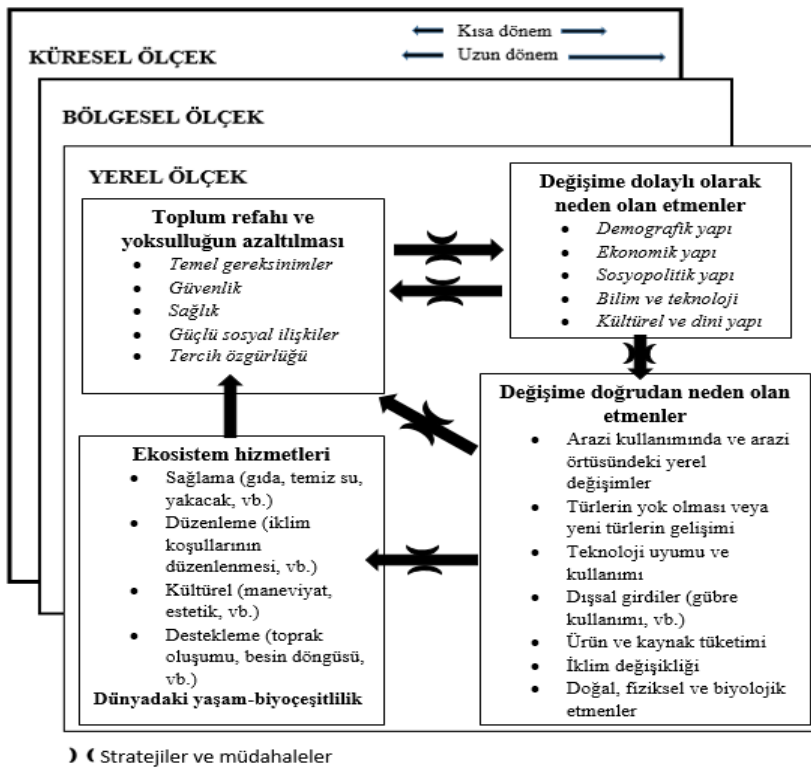 Kısa dönem
Uzun dönem
KÜRESEL ÖLÇEK
BÖLGESEL ÖLÇEK
YEREL ÖLÇEK
Toplum refahı ve
yoksulluğun azaltılması
• Temel gereksinimler
• Güvenlik
• Sağlık
• Güçlü sosyal ilişkiler
• Tercih özgürlüğü
Değişime dolaylı olarak
neden olan etmenler
• Demografik yapı
• Ekonomik yapı
• Sosyopolitik yapı
• Bilim ve teknoloji
• Kültürel ve dini yapı
Ekosistem hizmetleri
• Sağlama (gıda, temiz su,
yakacak, vb.)
• Düzenleme (iklim
koşullarının
düzenlenmesi, vb.)
• Kültürel (maneviyat,
estetik, vb.)
• Destekleme (toprak
oluşumu, besin döngüsü,
vb.)
Dünyadaki yaşam-biyoçeşitlilik
Değişime doğrudan neden olan
etmenler
• Arazi kullanımında ve arazi
örtüsündeki yerel
değişimler
• Türlerin yok olması veya
yeni türlerin gelişimi
• Teknoloji uyumu ve
kullanımı
• Dışsal girdiler (gübre
kullanımı, vb.)
• Ürün ve kaynak tüketimi
• İklim değişikliği
• Doğal, fiziksel ve biyolojik
etmenler
Stratejiler ve müdahaleler